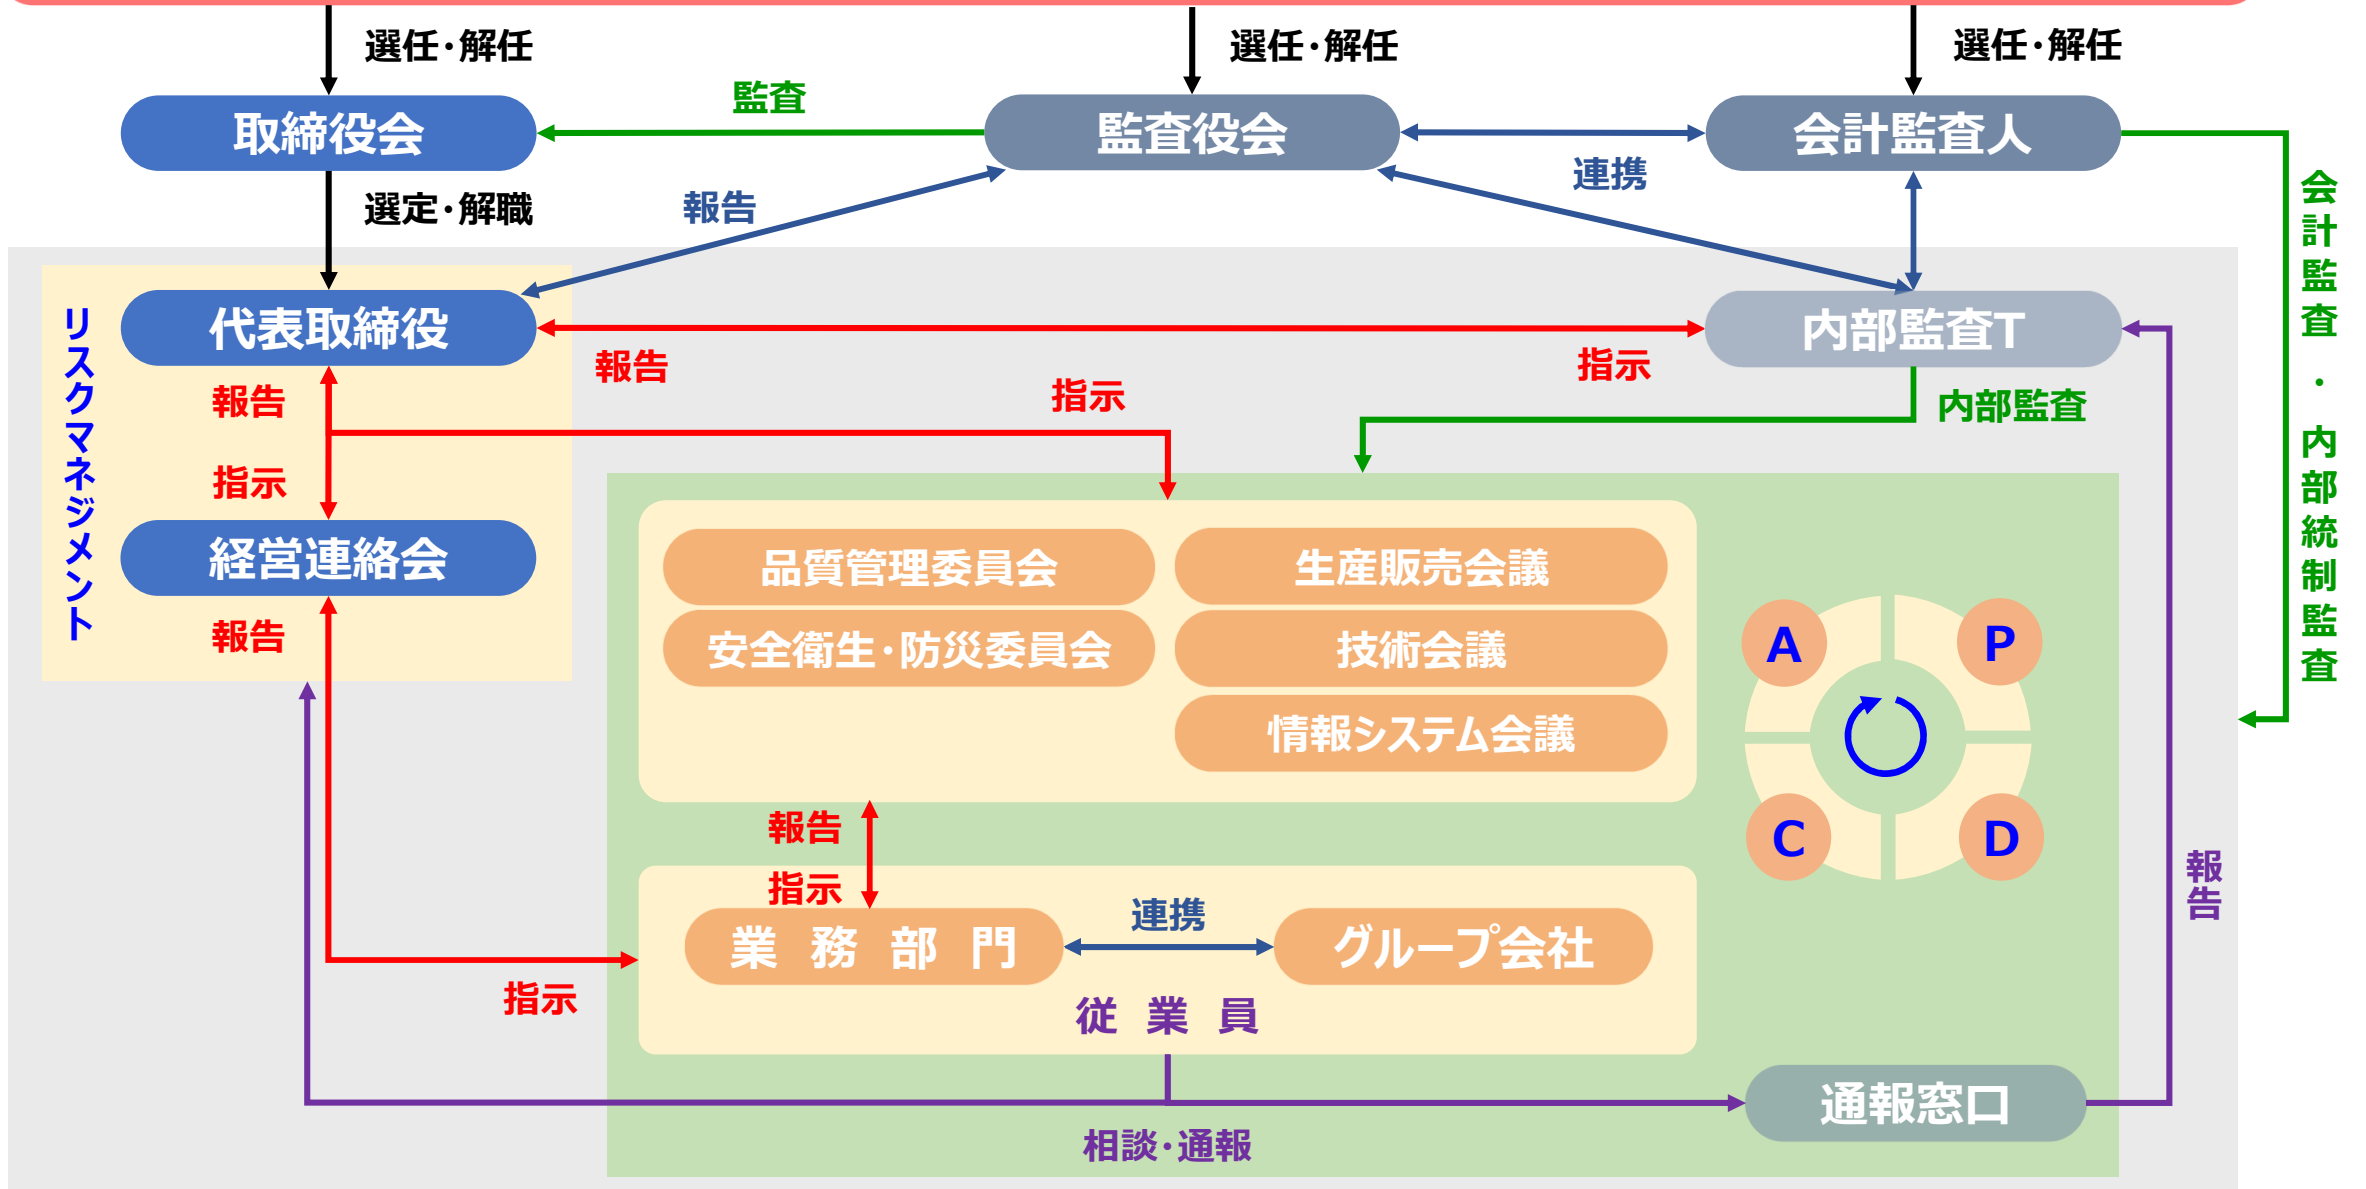 選任・解任
選任・解任
選任・解任
監査
取締役会
監査役会
会計監査人
連携
報告
選定・解職
会計監査・内部統制監査
リスクマネジメント
代表取締役
内部監査T
報告
指示
報告
指示
内部監査
指示
経営連絡会
報告
品質管理委員会
生産販売会議
安全衛生・防災委員会
技術会議
情報システム会議
A
P
C
D
報告
指示
報告
連携
業務部門
グループ会社
指示
従業員
通報窓口
相談・通報